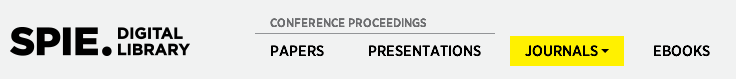 SPIE. DIGITAL
LIBRARY
CONFERENCE PROCEEDINGS
PAPERS PRESENTATIONS JOURNALS EBOOKS